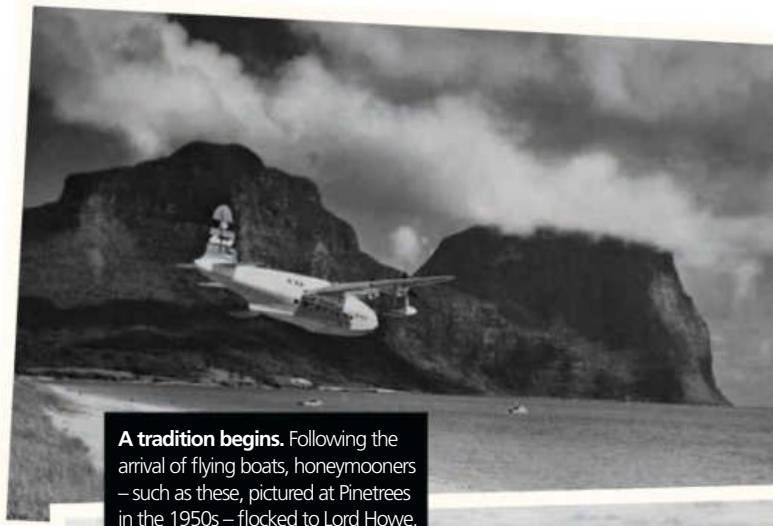 A tradition begins. Following the
arrival of flying boats, honeymooners
– such as these, pictured at Pinetrees
in the 1950s – flocked to Lord Howe.